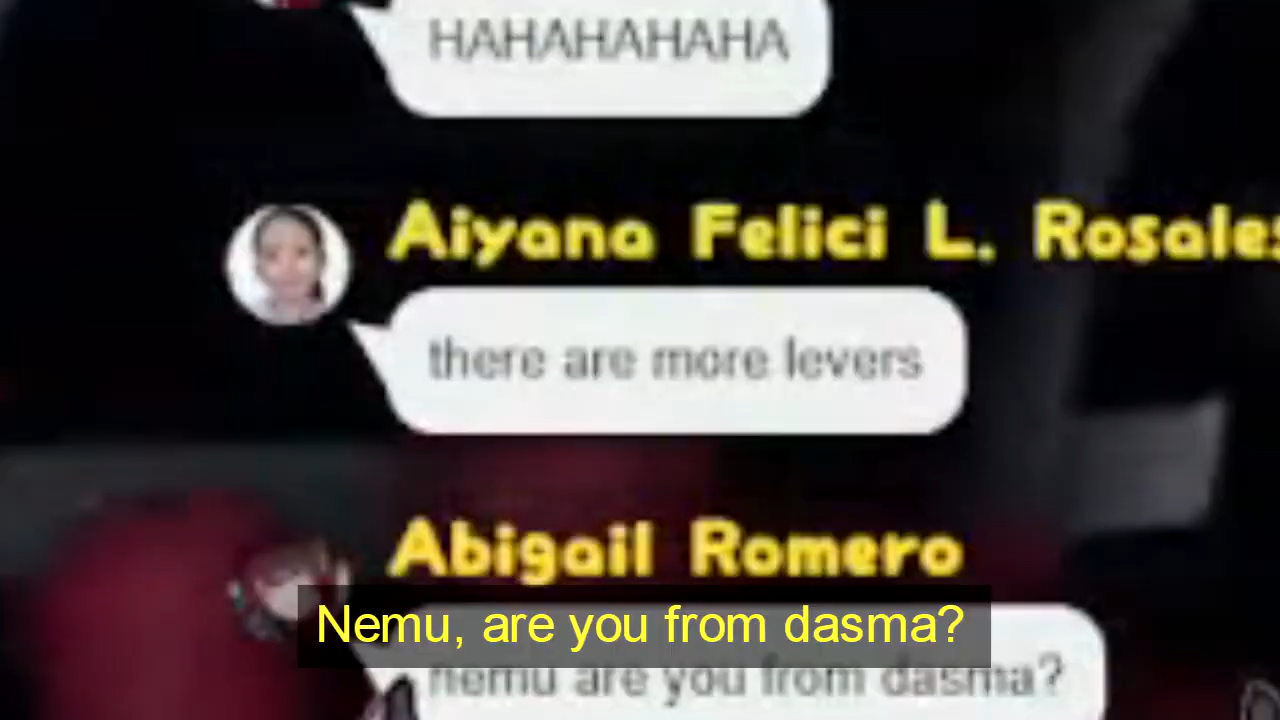 HAHAHAHAHA
Aiyana Felici L. Rosales
there are more levers
Abigail Romero
Nemu, are you from dasma?
nemu are you from dasma?